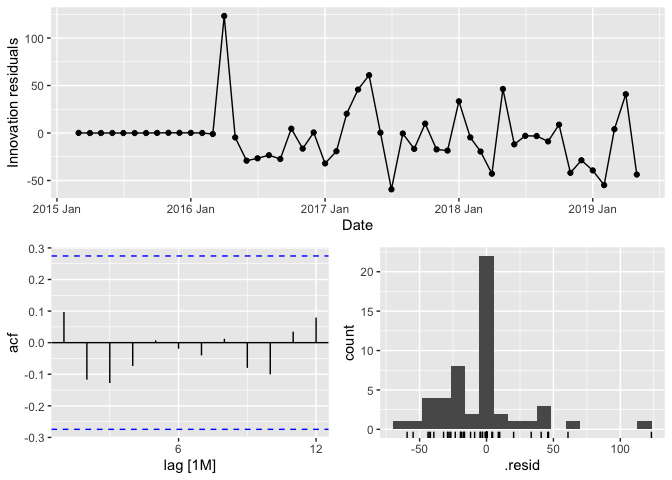 Innovation residuals
100
50
0
-50
2015 Jan 2016 Jan 2017 Jan 2018 Jan 2019 Jan
Date
acf
0.3
0.2
0.1
0.0
-0.1
-0.2
-0.3
6 12
lag [1M]
count
20
15
10
5
0
-50 0 50 100
.resid